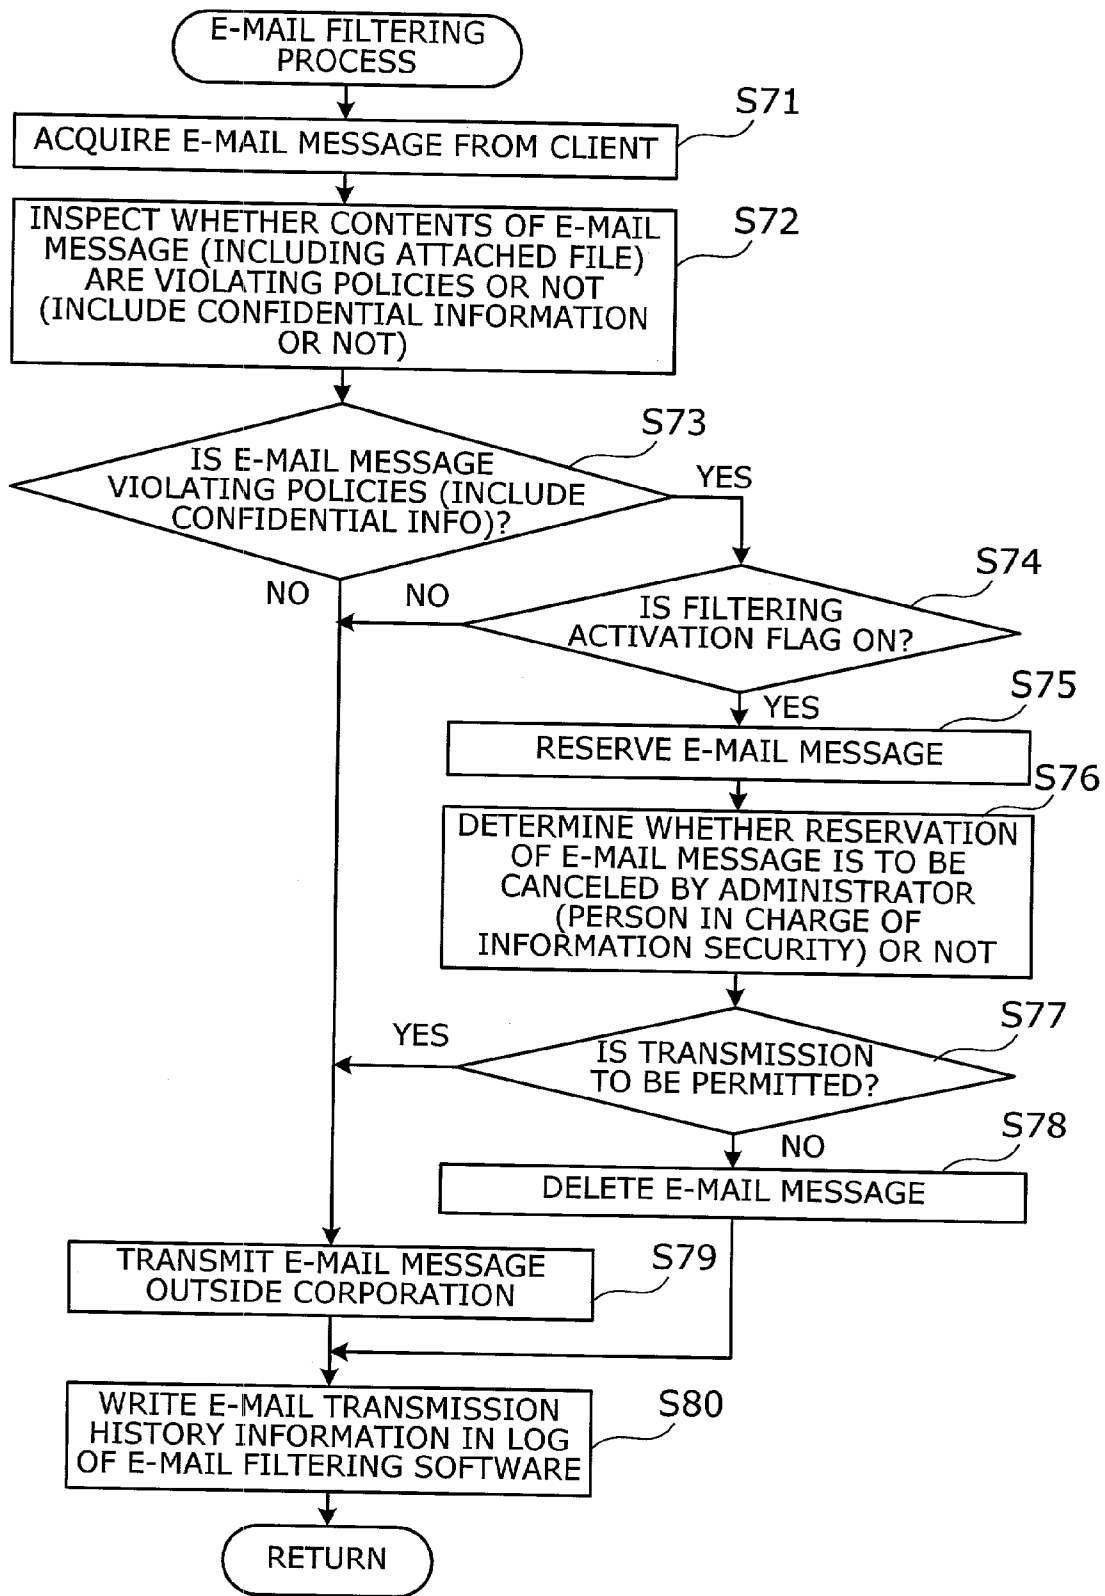 E-MAIL FILTERING
PROCESS
S71
ACQUIRE E-MAIL MESSAGE FROM CLIENT
S72
INSPECT WHETHER CONTENTS OF E-MAIL
MESSAGE (INCLUDING ATTACHED FILE)
ARE VIOLATING POLICIES OR NOT
(INCLUDE CONFIDENTIAL INFORMATION
OR NOT)
S73
IS E-MAIL MESSAGE
VIOLATING POLICIES (INCLUDE
CONFIDENTIAL INFO)?
YES
NO
S74
IS FILTERING
ACTIVATION FLAG ON?
NO
YES
S75
RESERVE E-MAIL MESSAGE
S76
DETERMINE WHETHER RESERVATION
OF E-MAIL MESSAGE IS TO BE
CANCELED BY ADMINISTRATOR
(PERSON IN CHARGE OF
INFORMATION SECURITY) OR NOT
S77
IS TRANSMISSION
TO BE PERMITTED?
YES
NO
S78
DELETE E-MAIL MESSAGE
S79
TRANSMIT E-MAIL MESSAGE
OUTSIDE CORPORATION
S80
WRITE E-MAIL TRANSMISSION
HISTORY INFORMATION IN LOG
OF E-MAIL FILTERING SOFTWARE
RETURN